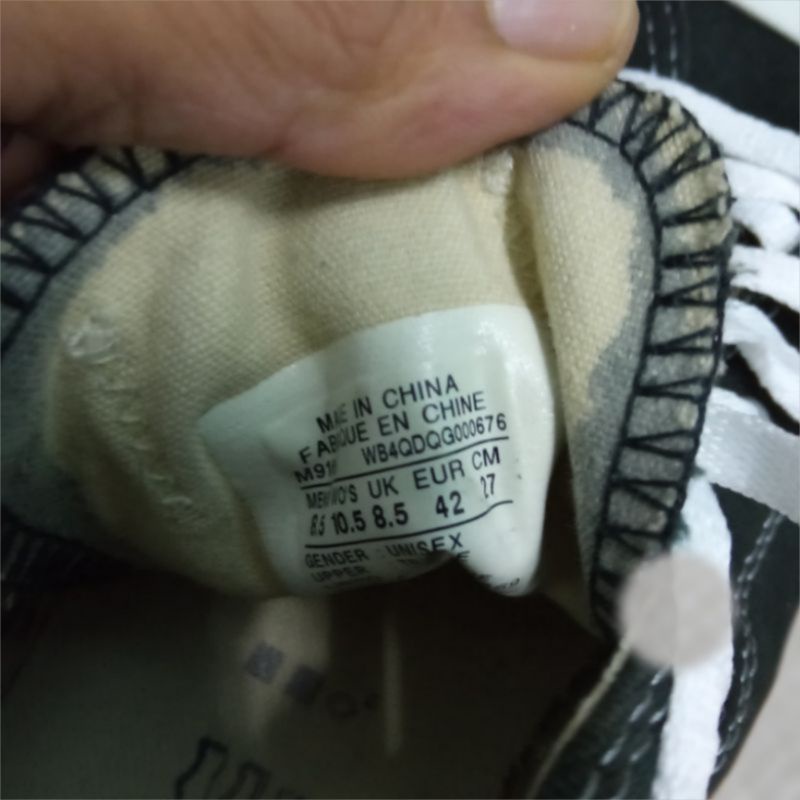 MADE IN CHINA
FABRIQUE EN CHINE
WB4QDQG000676
MEN WO'S UK EUR CM
8.5 10.5 8.5 42 27
GENDER : UNISEX
UPPER